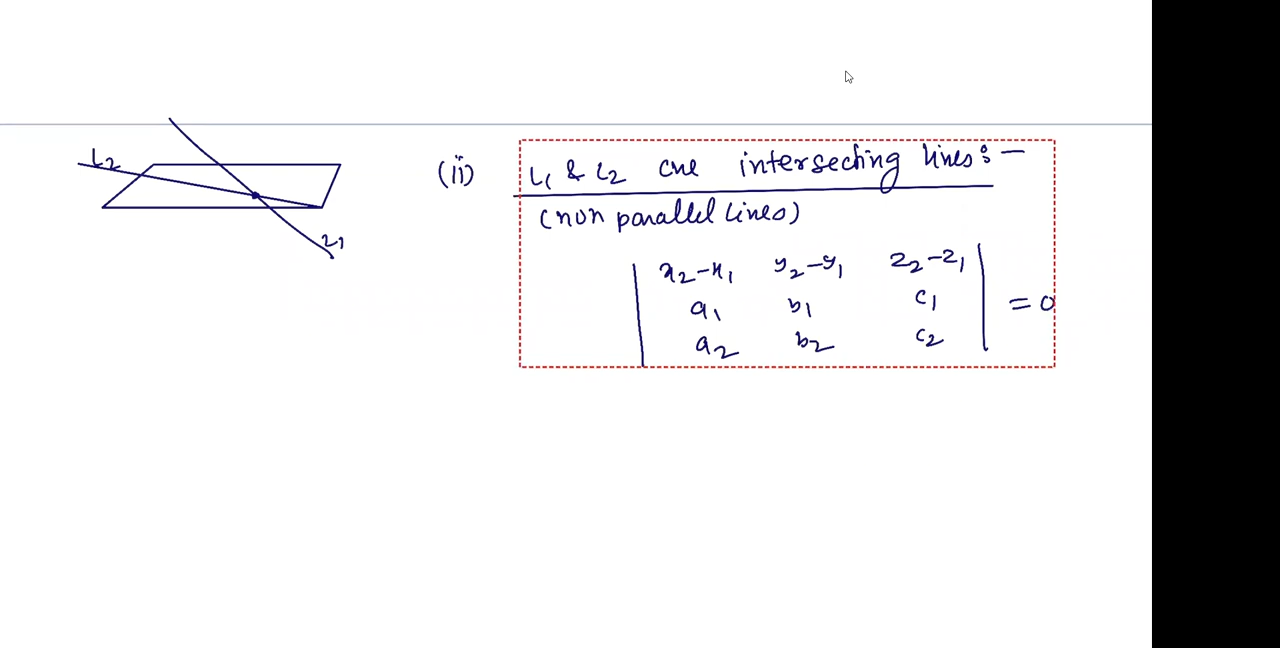 L2
L1
(ii) L1 & L2 are intersecting lines :-
(non parallel lines)
| x2-x1 y2-y1 z2-z1 |
| a1 b1 c1 | = 0
| a2 b2 c2 |